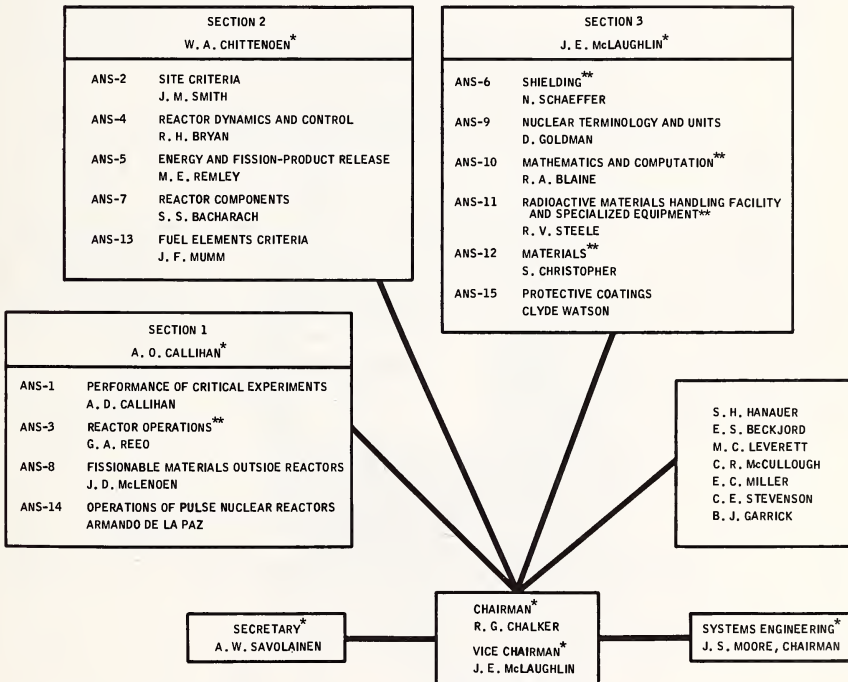 SECTION 2
W. A. CHITTENOEN*
ANS-2 SITE CRITERIA
J. M. SMITH
ANS-4 REACTOR DYNAMICS AND CONTROL
R. H. BRYAN
ANS-5 ENERGY AND FISSION-PRODUCT RELEASE
M. E. REMLEY
ANS-7 REACTOR COMPONENTS
S. S. BACHARACH
ANS-13 FUEL ELEMENTS CRITERIA
J. F. MUMM
SECTION 3
J. E. McLAUGHLIN*
ANS-6 SHIELDING**
N. SCHAEFFER
ANS-9 NUCLEAR TERMINOLOGY AND UNITS
D. GOLDMAN
ANS-10 MATHEMATICS AND COMPUTATION**
R. A. BLAINE
ANS-11 RADIOACTIVE MATERIALS HANDLING FACILITY
AND SPECIALIZED EQUIPMENT**
R. V. STEELE
ANS-12 MATERIALS**
S. CHRISTOPHER
ANS-15 PROTECTIVE COATINGS
CLYDE WATSON
SECTION 1
A. O. CALLIHAN*
ANS-1 PERFORMANCE OF CRITICAL EXPERIMENTS
A. D. CALLIHAN
ANS-3 REACTOR OPERATIONS**
G. A. REEO
ANS-8 FISSIONABLE MATERIALS OUTSIOE REACTORS
J. D. McLENOEN
ANS-14 OPERATIONS OF PULSE NUCLEAR REACTORS
ARMANDO DE LA PAZ
S. H. HANAUER
E. S. BECKJORD
M. C. LEVERETT
C. R. McCULLOUGH
E. C. MILLER
C. E. STEVENSON
B. J. GARRICK
SECRETARY*
A. W. SAVOLAINEN
CHAIRMAN*
R. G. CHALKER
VICE CHAIRMAN*
J. E. McLAUGHLIN
SYSTEMS ENGINEERING*
J. S. MOORE, CHAIRMAN